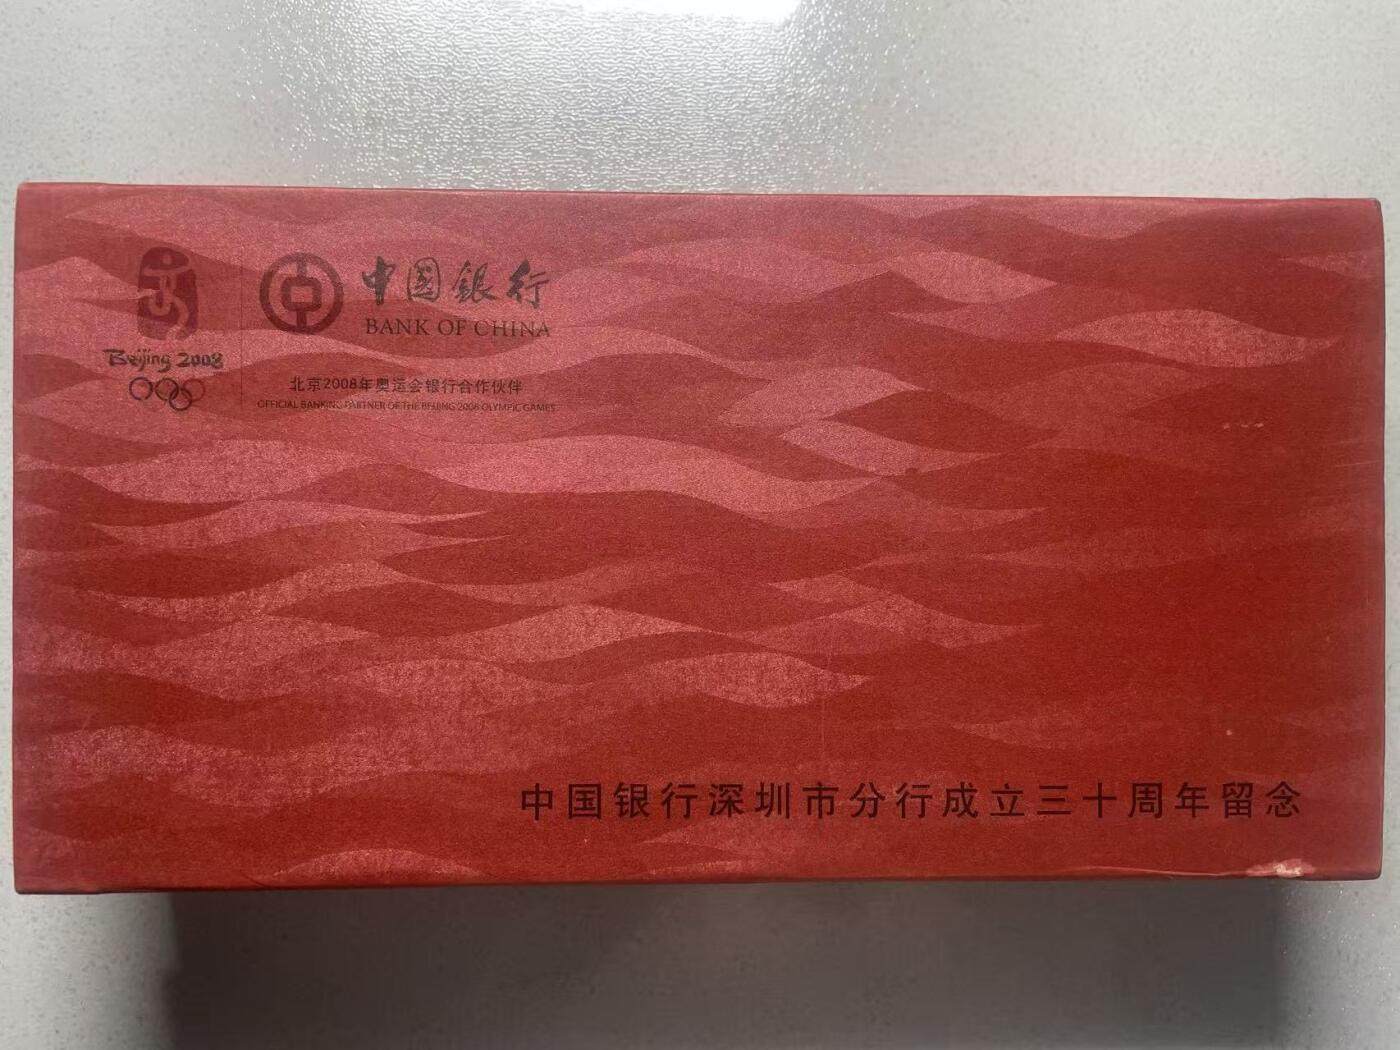 中国銀行
BANK OF CHINA
Beijing 2008
北京2008年奥运会银行合作伙伴
OFFICIAL BANKING PARTNER OF THE BEIJING 2008 OLYMPIC GAMES
中国银行深圳市分行成立三十周年留念